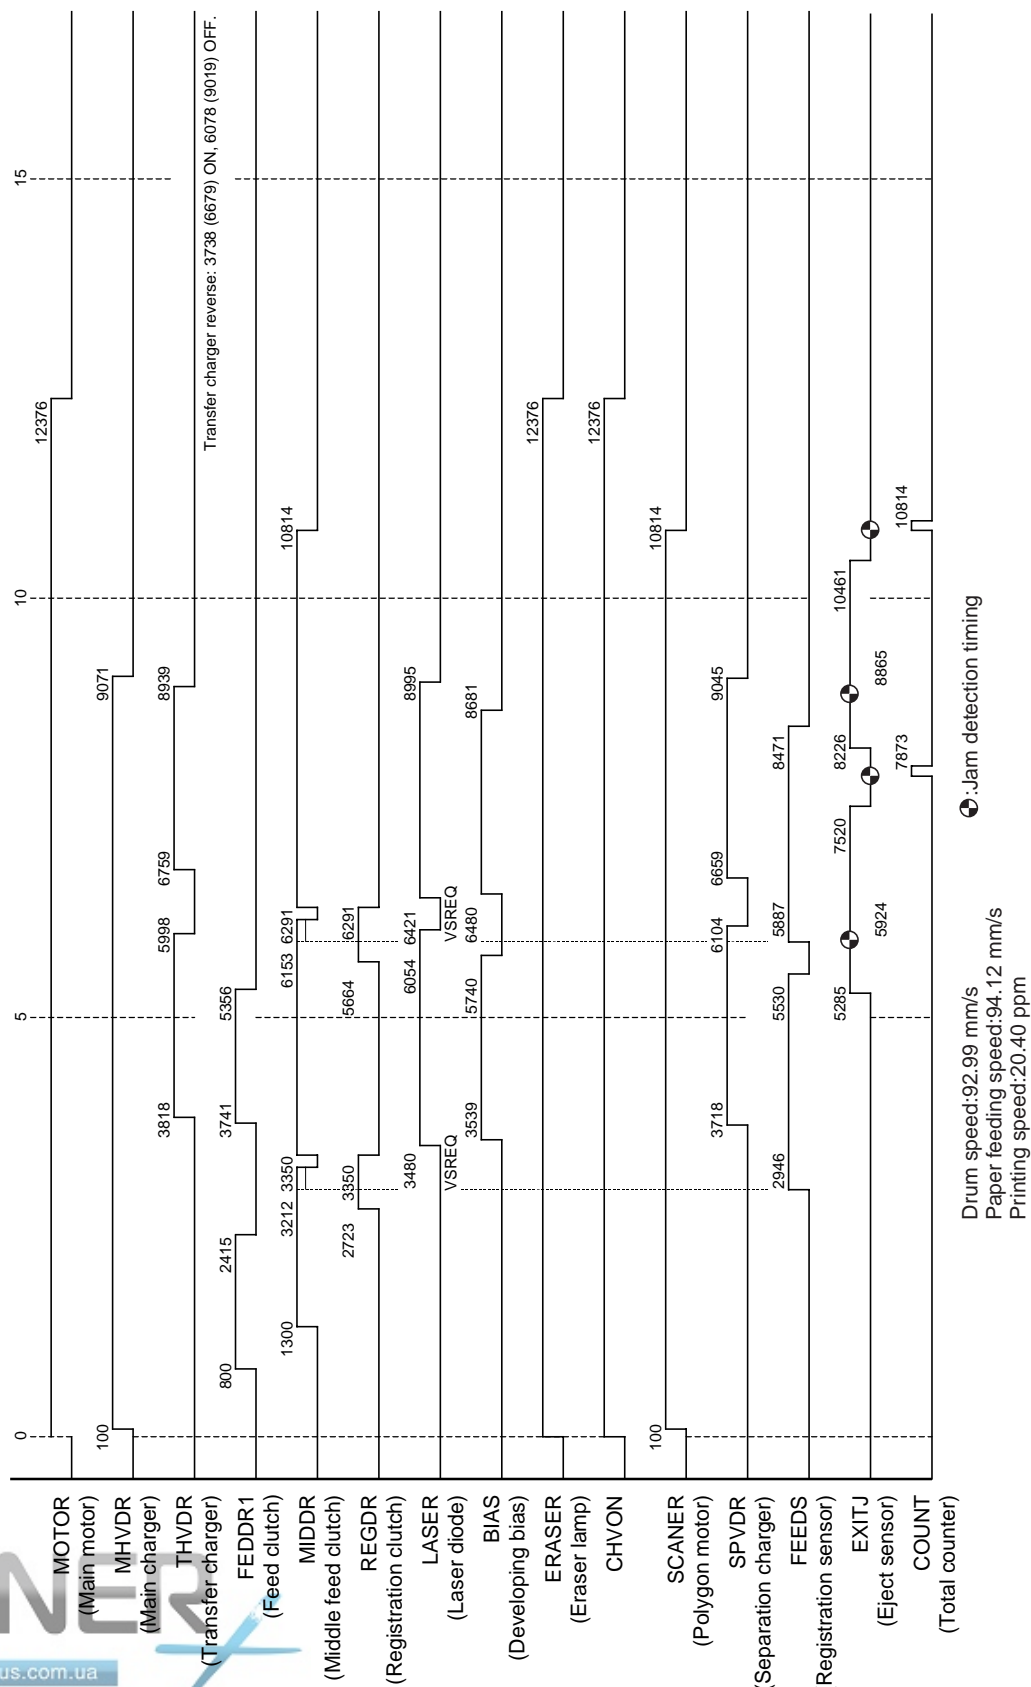 0
5
10
15
MOTOR
(Main motor)
12376
MHVDR
(Main charger)
100
9071
THVDR
(Transfer charger)
3818
5998
6759
8939
Transfer charger reverse: 3738 (6679) ON, 6078 (9019) OFF.
FEDDR1
(Feed clutch)
800
2415
3741
5356
MIDDR
(Middle feed clutch)
1300
3212
3350
6153
6291
10814
REGDR
(Registration clutch)
2723
3350
5664
6291
LASER
(Laser diode)
3480
6054
6421
8995
VSREQ
VSREQ
BIAS
(Developing bias)
3539
5740
6480
8681
ERASER
(Eraser lamp)
12376
CHVON
12376
SCANER
(Polygon motor)
100
10814
SPVDR
(Separation charger)
3718
6104
6659
9045
FEEDS
Registration sensor)
2946
5530
5887
8471
EXITJ
(Eject sensor)
5285
5924
7520
8226
8865
10461
COUNT
(Total counter)
7873
10814
Drum speed:92.99 mm/s
Paper feeding speed:94.12 mm/s
Printing speed:20.40 ppm
:Jam detection timing
NER
us.com.ua